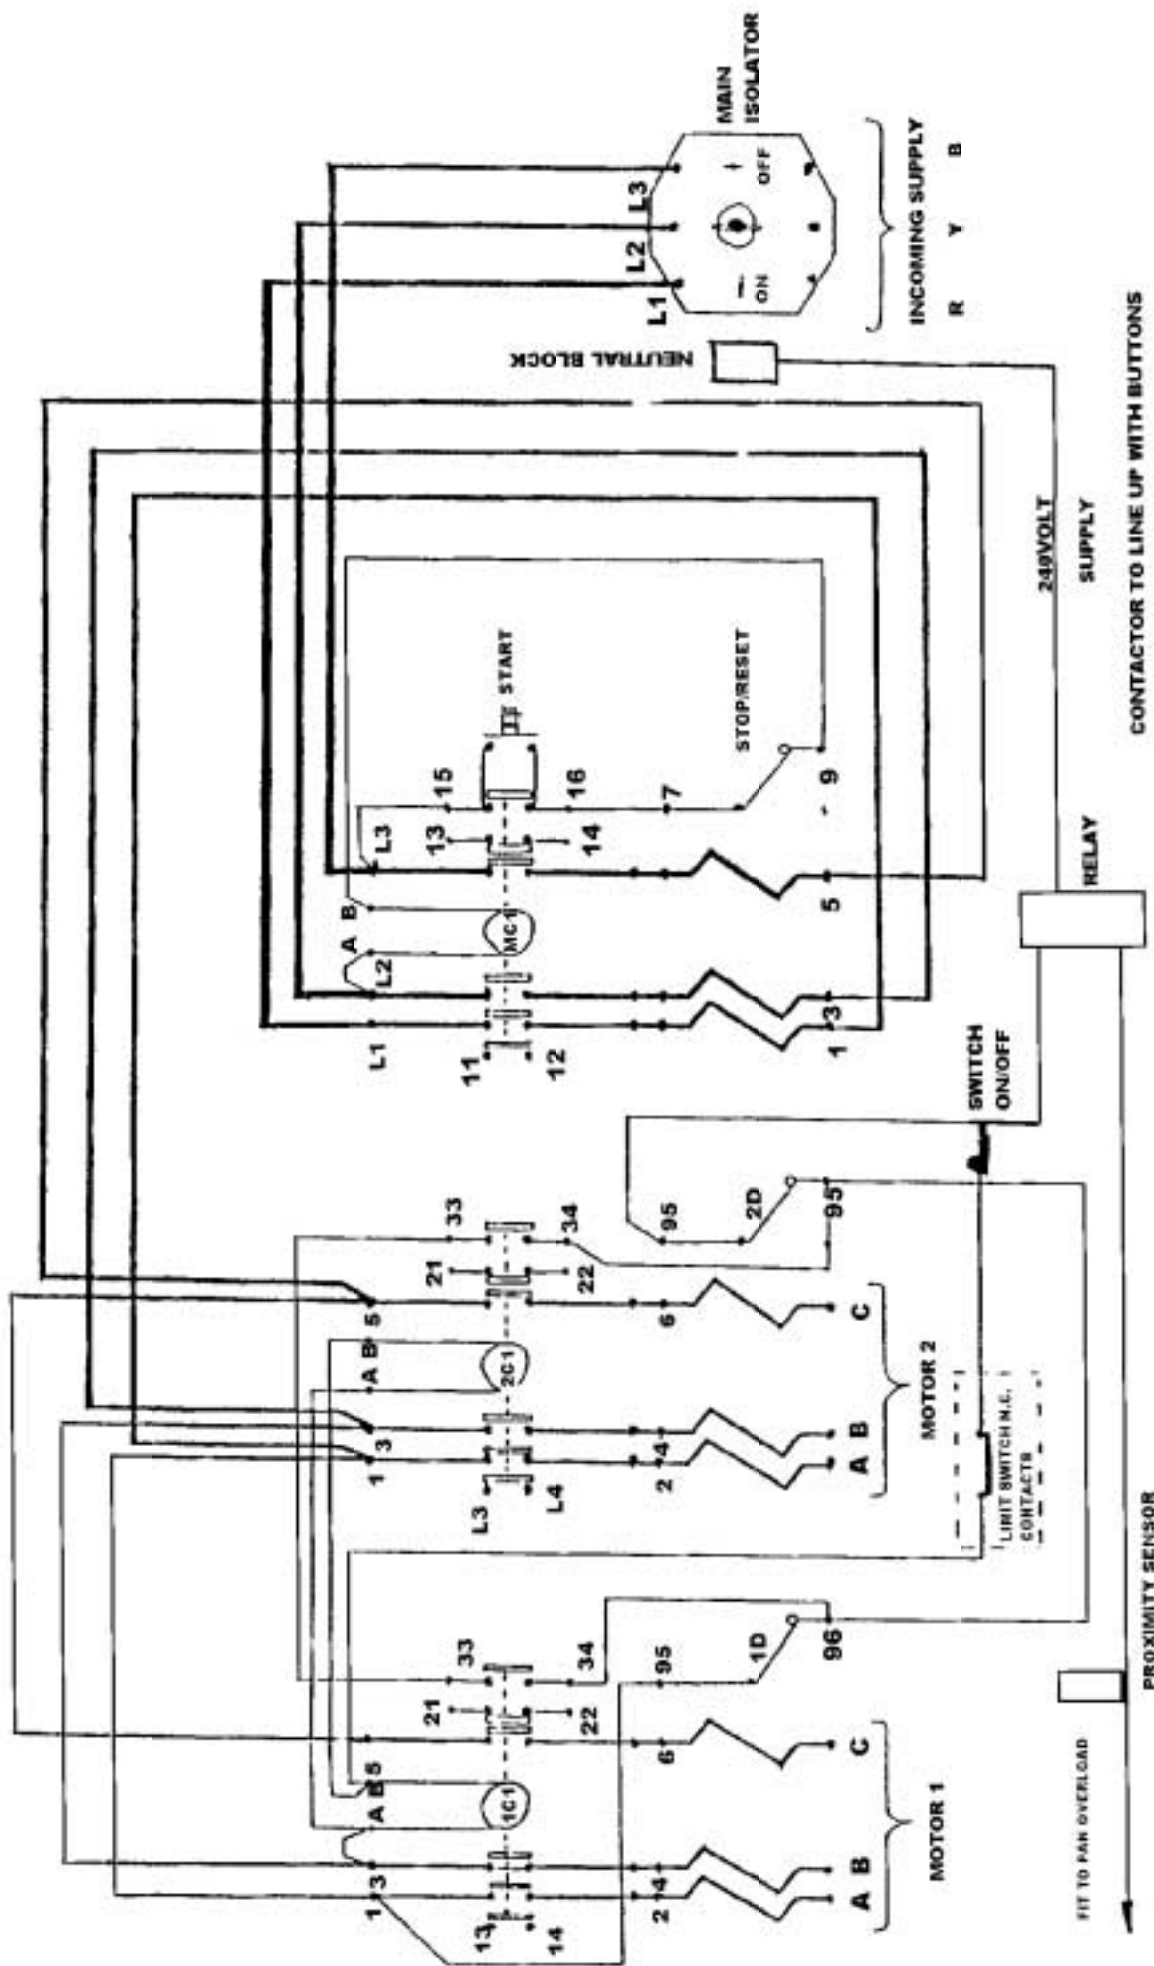 MAIN
ISOLATOR
L1
L2
L3
ON
OFF
INCOMING SUPPLY
R
Y
B
NEUTRAL BLOCK
240VOLT
SUPPLY
CONTACTOR TO LINE UP WITH BUTTONS
START
STOP/RESET
L1
L2
A
B
L3
11
12
MC1
13
14
15
16
7
1
3
5
9
RELAY
SWITCH
ON/OFF
1
3
A
B
5
L3
L4
2C1
21
22
33
34
2
4
6
95
2D
95
A
B
C
MOTOR 2
LIMIT SWITCH N.C.
CONTACTS
1
3
A
B
5
13
14
1C1
21
22
33
34
2
4
6
95
1D
96
A
B
C
MOTOR 1
FIT TO PAN OVERLOAD
PROXIMITY SENSOR